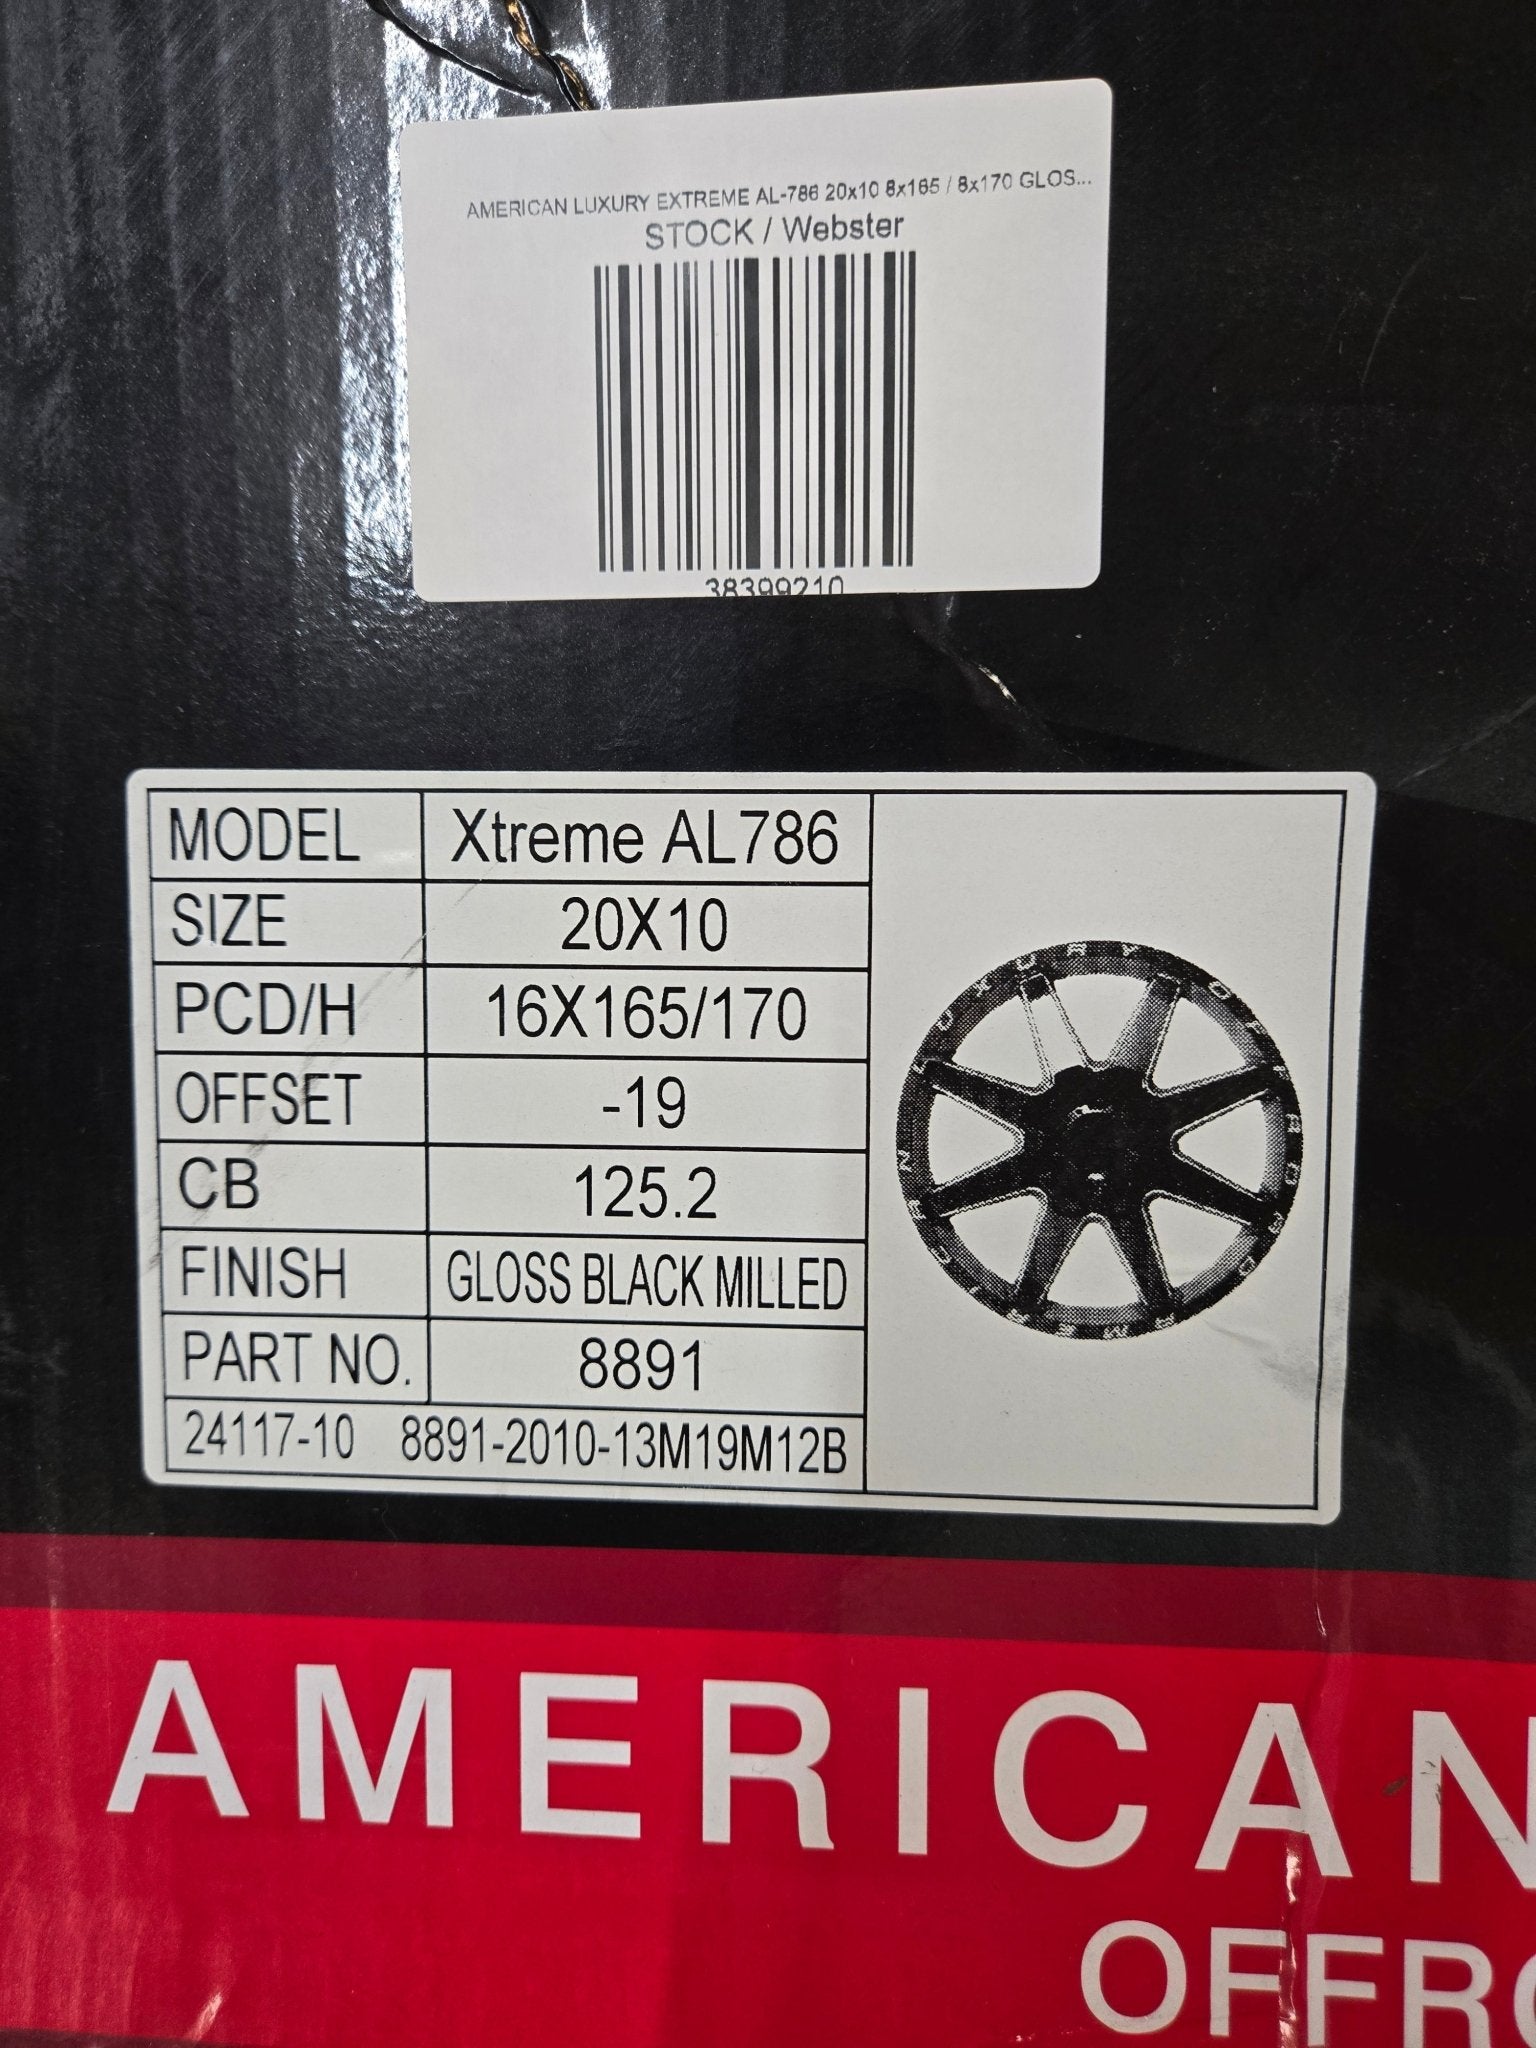 AMERICAN LUXURY EXTREME AL-786 20x10 8x165 / 8x170 GLOS...
STOCK / Webster
38399210
MODEL Xtreme AL786
SIZE 20X10
PCD/H 16X165/170
OFFSET -19
CB 125.2
FINISH GLOSS BLACK MILLED
PART NO. 8891
24117-10 8891-2010-13M19M12B
AMERICAN
OFFRO